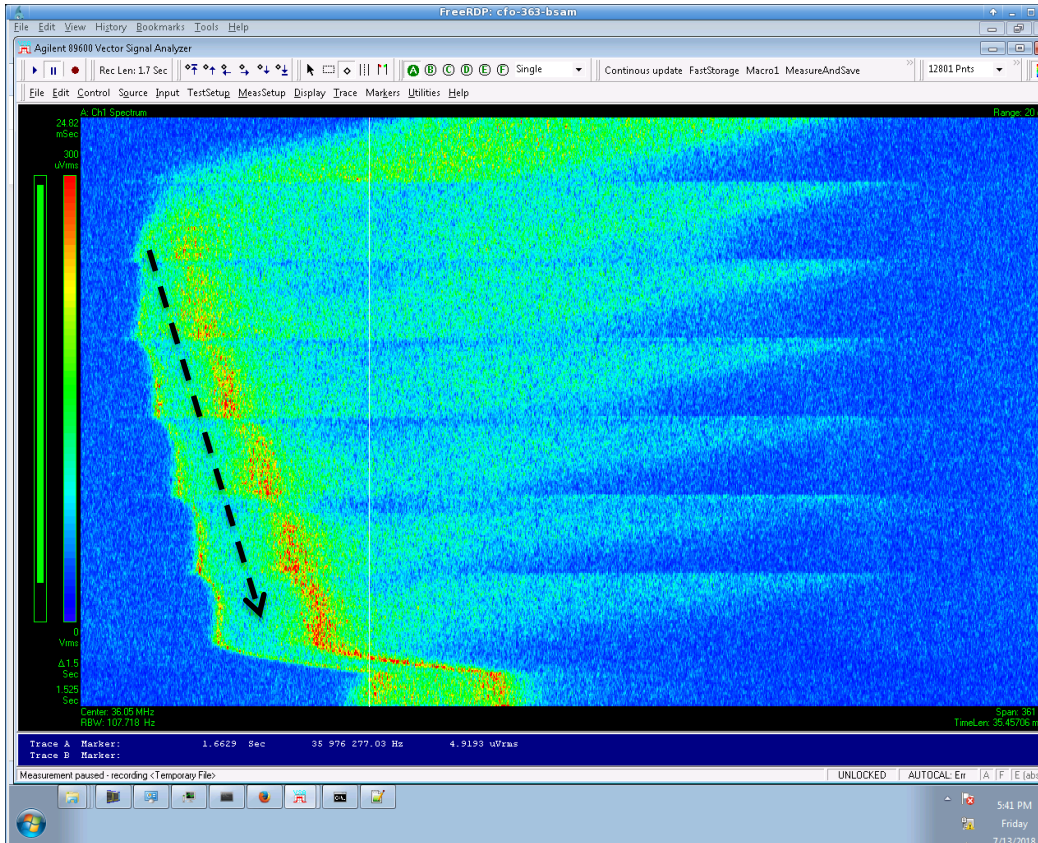 FreeRDP: cfo-363-bsam
File Edit View History Bookmarks Tools Help
Agilent 89600 Vector Signal Analyzer
Rec Len: 1.7 Sec A B C D E F Single Continous update FastStorage Macro1 MeasureAndSave 12801 Pnts
File Edit Control Source Input TestSetup MeasSetup Display Trace Markers Utilities Help
A: Ch1 Spectrum Range: 20
24.82
mSec
300
uVrms
0
Vrms
Δ1.5
Sec
1.525
Sec
Center: 36.05 MHz Span: 361
RBW: 107.718 Hz TimeLen: 35.45706 m
Trace A Marker: 1.6629 Sec 35 976 277.03 Hz 4.9193 uVrms
Trace B Marker:
Measurement paused - recording <Temporary File> UNLOCKED AUTOCAL: Err A F E (abs
5:41 PM
Friday
7/13/2018